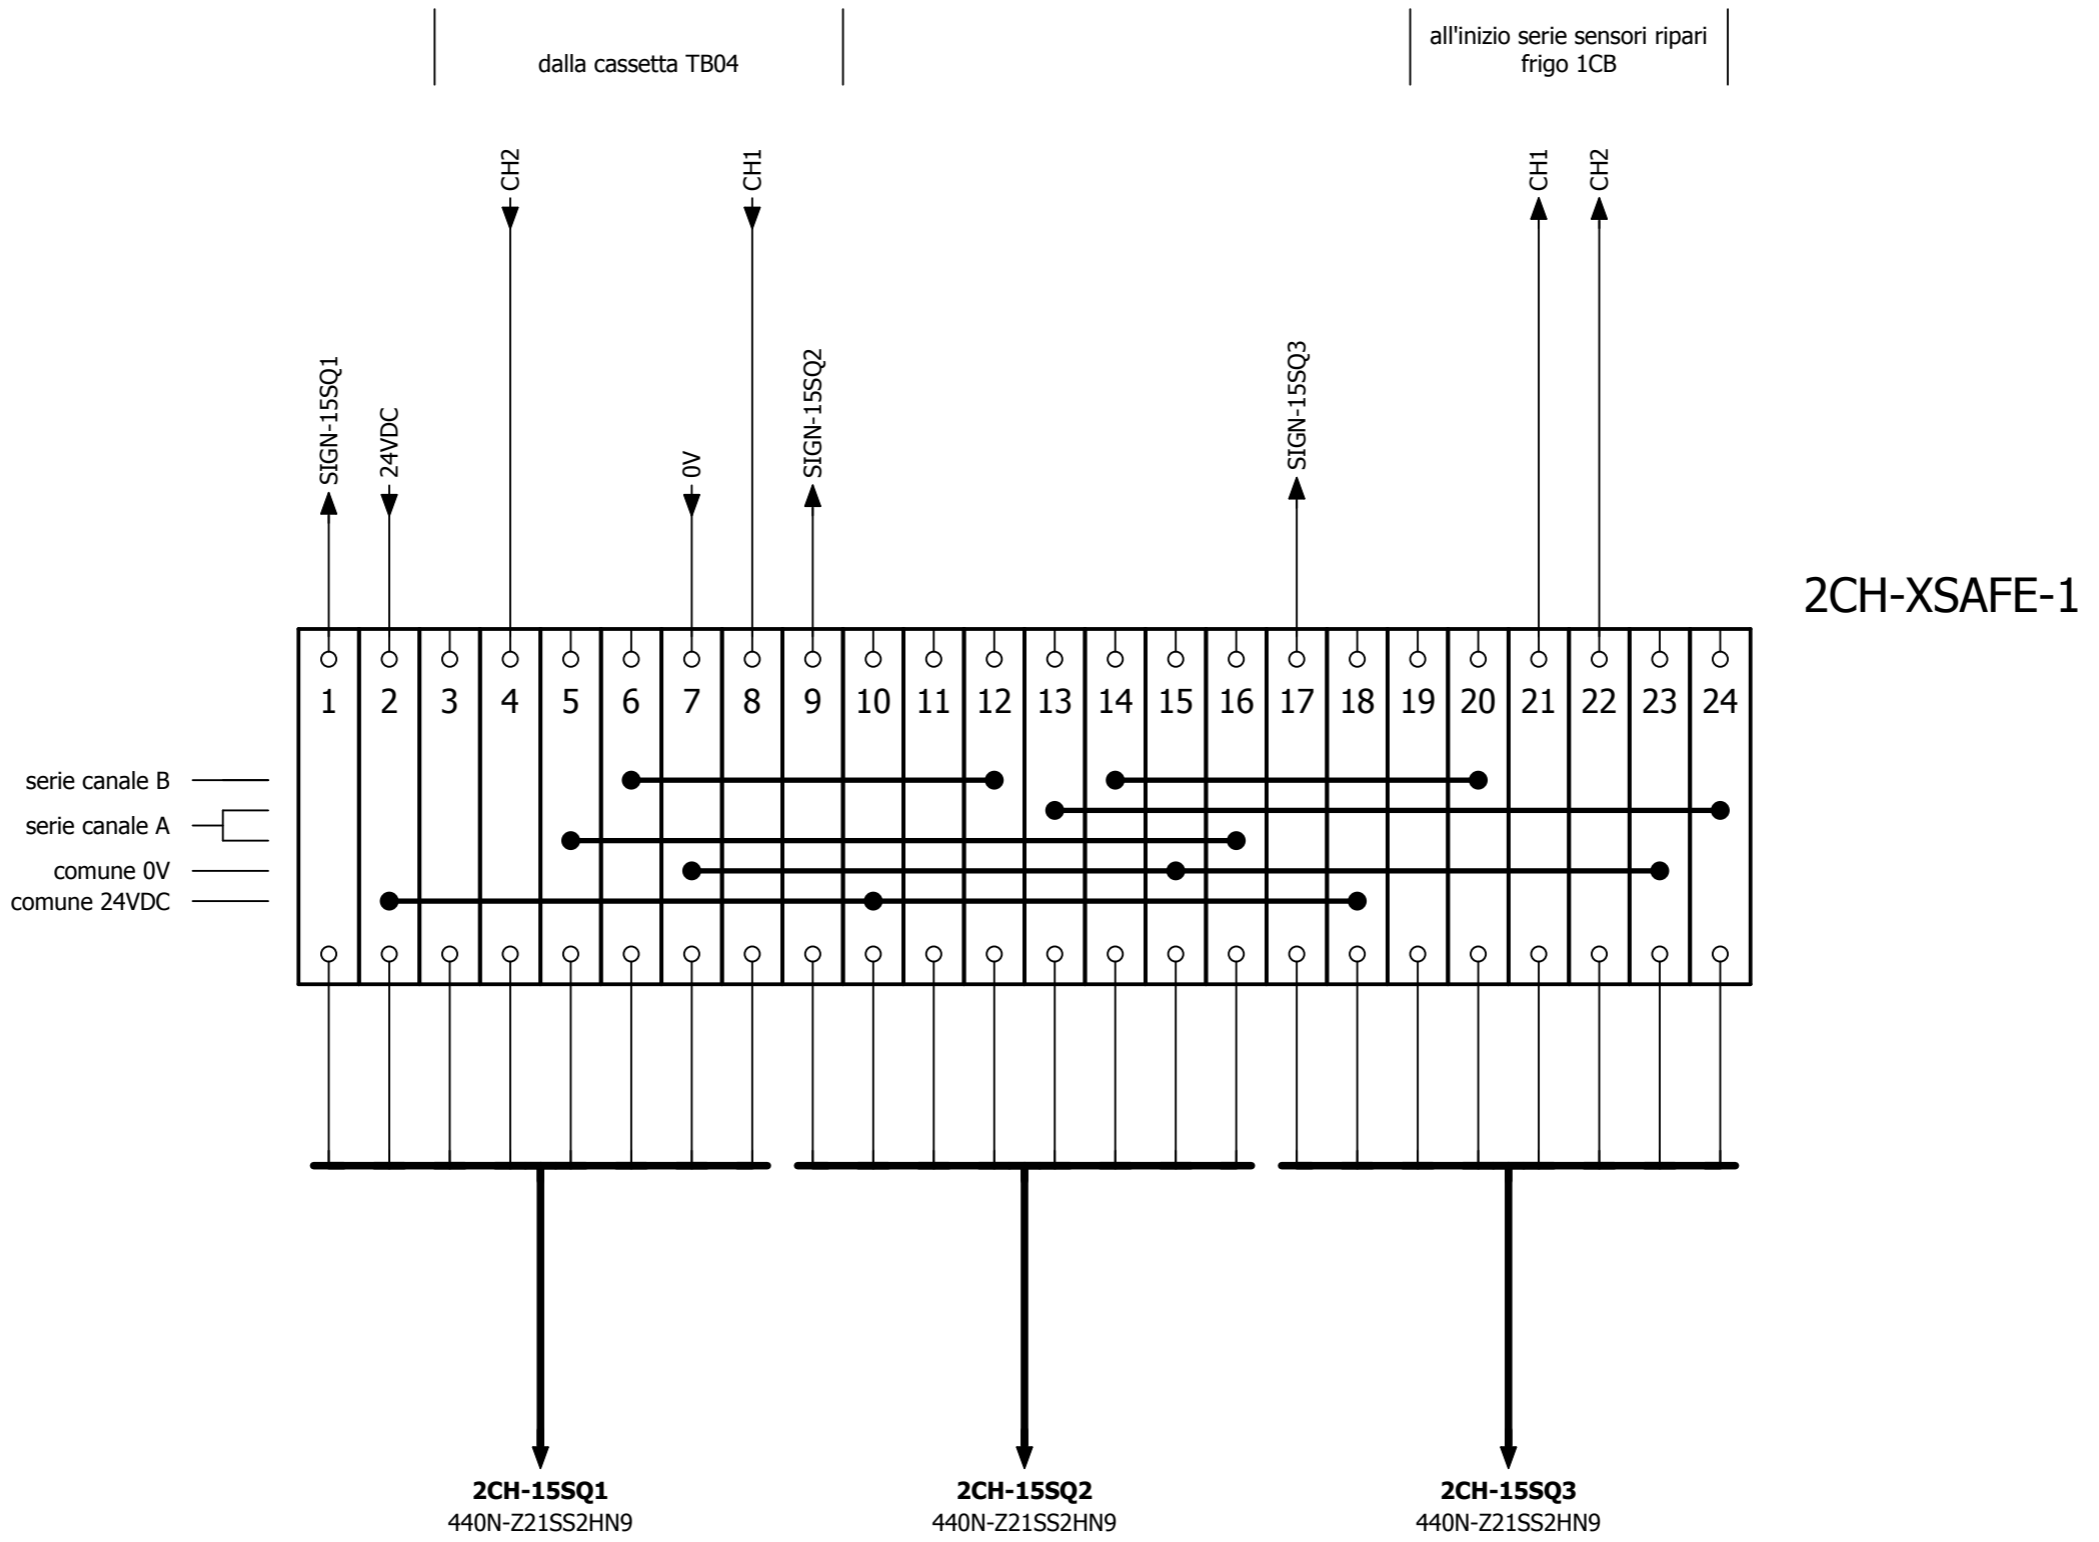 dalla cassetta TB04
all'inizio serie sensori ripari
frigo 1CB
CH2
CH1
CH1
CH2
SIGN-15SQ1
24VDC
0V
SIGN-15SQ2
SIGN-15SQ3
2CH-XSAFE-1
1 2 3 4 5 6 7 8 9 10 11 12 13 14 15 16 17 18 19 20 21 22 23 24
serie canale B
serie canale A
comune 0V
comune 24VDC
2CH-15SQ1
440N-Z21SS2HN9
2CH-15SQ2
440N-Z21SS2HN9
2CH-15SQ3
440N-Z21SS2HN9